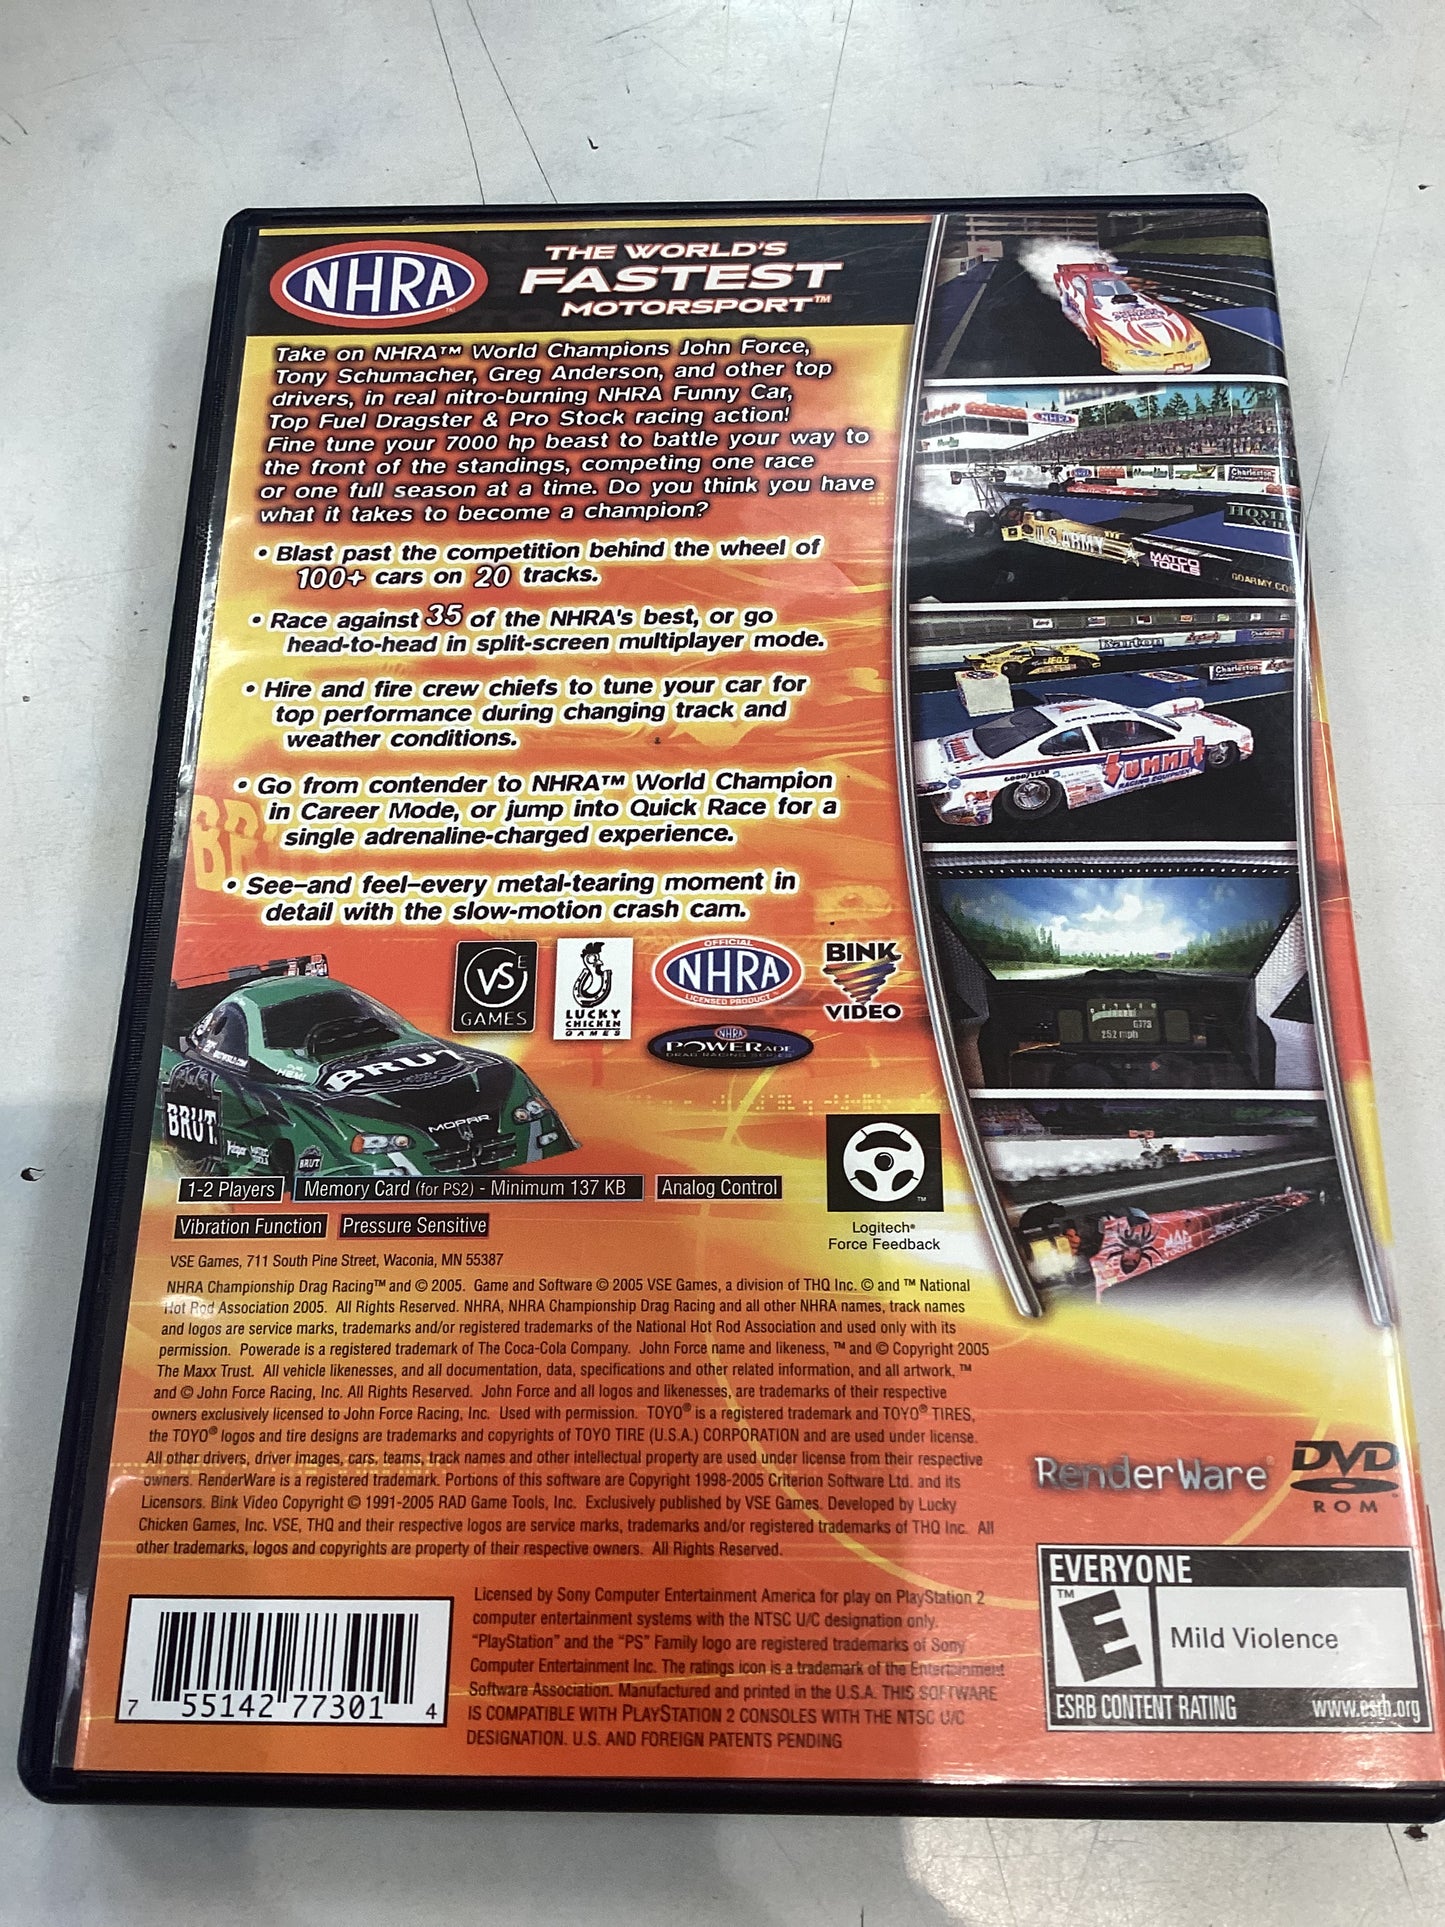 NHRA
THE WORLD'S
FASTEST
MOTORSPORT™
Take on NHRA™ World Champions John Force,
Tony Schumacher, Greg Anderson, and other top
drivers, in real nitro-burning NHRA Funny Car,
Top Fuel Dragster & Pro Stock racing action!
Fine tune your 7000 hp beast to battle your way to
the front of the standings, competing one race
or one full season at a time. Do you think you have
what it takes to become a champion?
• Blast past the competition behind the wheel of
100+ cars on 20 tracks.
• Race against 35 of the NHRA's best, or go
head-to-head in split-screen multiplayer mode.
• Hire and fire crew chiefs to tune your car for
top performance during changing track and
weather conditions.
• Go from contender to NHRA™ World Champion
in Career Mode, or jump into Quick Race for a
single adrenaline-charged experience.
• See–and feel–every metal-tearing moment in
detail with the slow-motion crash cam.
NHRA
Charleston
U.S. ARMY
MATCO
TOOLS
GOARMY.CO
JEGS
Charleston
GOODYEAR
Summit
RACING EQUIPMENT
252 mph
MAC
TOOLS
VSE
GAMES
LUCKY
CHICKEN
GAMES
OFFICIAL
NHRA
LICENSED PRODUCT
BINK
VIDEO
NHRA
POWERADE
DRAG RACING SERIES
BRUT
MOPAR
BRUT.
BRUT
1-2 Players
Memory Card (for PS2) - Minimum 137 KB
Analog Control
Vibration Function
Pressure Sensitive
Logitech®
Force Feedback
VSE Games, 711 South Pine Street, Waconia, MN 55387
NHRA Championship Drag Racing™ and © 2005. Game and Software © 2005 VSE Games, a division of THQ Inc. © and ™ National
Hot Rod Association 2005. All Rights Reserved. NHRA, NHRA Championship Drag Racing and all other NHRA names, track names
and logos are service marks, trademarks and/or registered trademarks of the National Hot Rod Association and used only with its
permission. Powerade is a registered trademark of The Coca-Cola Company. John Force name and likeness, ™ and © Copyright 2005
The Maxx Trust. All vehicle likenesses, and all documentation, data, specifications and other related information, and all artwork, ™
and © John Force Racing, Inc. All Rights Reserved. John Force and all logos and likenesses, are trademarks of their respective
owners exclusively licensed to John Force Racing, Inc. Used with permission. TOYO® is a registered trademark and TOYO® TIRES,
the TOYO® logos and tire designs are trademarks and copyrights of TOYO TIRE (U.S.A.) CORPORATION and are used under license.
All other drivers, driver images, cars, teams, track names and other intellectual property are used under license from their respective
owners. RenderWare is a registered trademark. Portions of this software are Copyright 1998-2005 Criterion Software Ltd. and its
Licensors. Bink Video Copyright © 1991-2005 RAD Game Tools, Inc. Exclusively published by VSE Games. Developed by Lucky
Chicken Games, Inc. VSE, THQ and their respective logos are service marks, trademarks and/or registered trademarks of THQ Inc. All
other trademarks, logos and copyrights are property of their respective owners. All Rights Reserved.
RenderWare
DVD
ROM
7 55142 77301 4
Licensed by Sony Computer Entertainment America for play on PlayStation 2
computer entertainment systems with the NTSC U/C designation only.
"PlayStation" and the "PS" Family logo are registered trademarks of Sony
Computer Entertainment Inc. The ratings icon is a trademark of the Entertainment
Software Association. Manufactured and printed in the U.S.A. THIS SOFTWARE
IS COMPATIBLE WITH PLAYSTATION 2 CONSOLES WITH THE NTSC U/C
DESIGNATION. U.S. AND FOREIGN PATENTS PENDING
EVERYONE
E™
Mild Violence
ESRB CONTENT RATING www.esrb.org